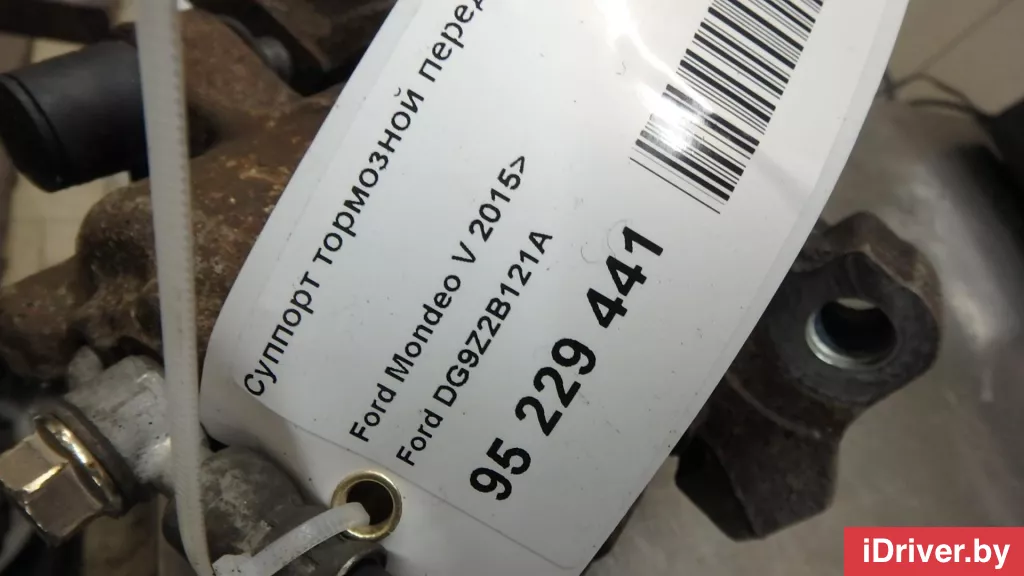 Суппорт тормозной перед
Ford Mondeo V 2015>
Ford DG9Z2B121A
95 229 441
iDriver.by